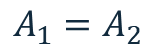 A₁ = A₂